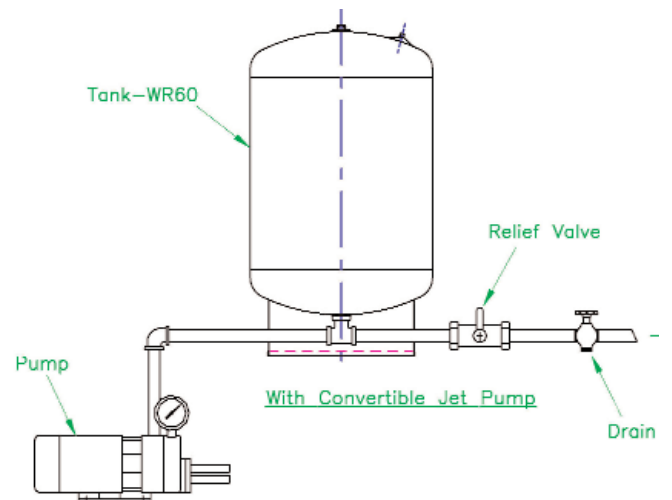 Tank-WR60
Relief Valve
Pump
With Convertible Jet Pump
Drain